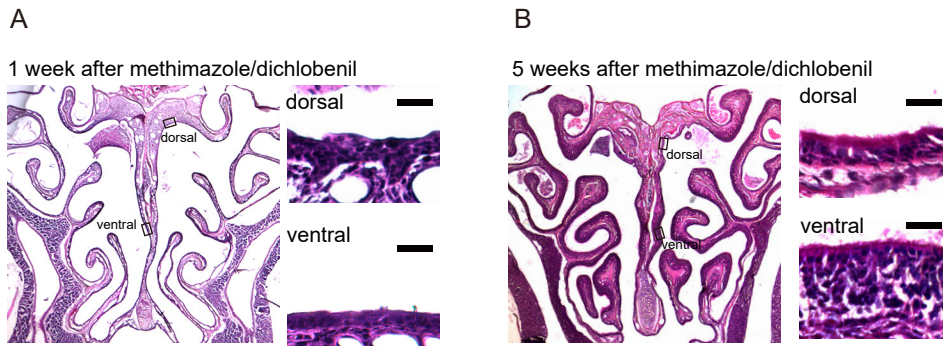 A
1 week after methimazole/dichlobenil
dorsal
ventral
dorsal
ventral
B
5 weeks after methimazole/dichlobenil
dorsal
ventral
dorsal
ventral